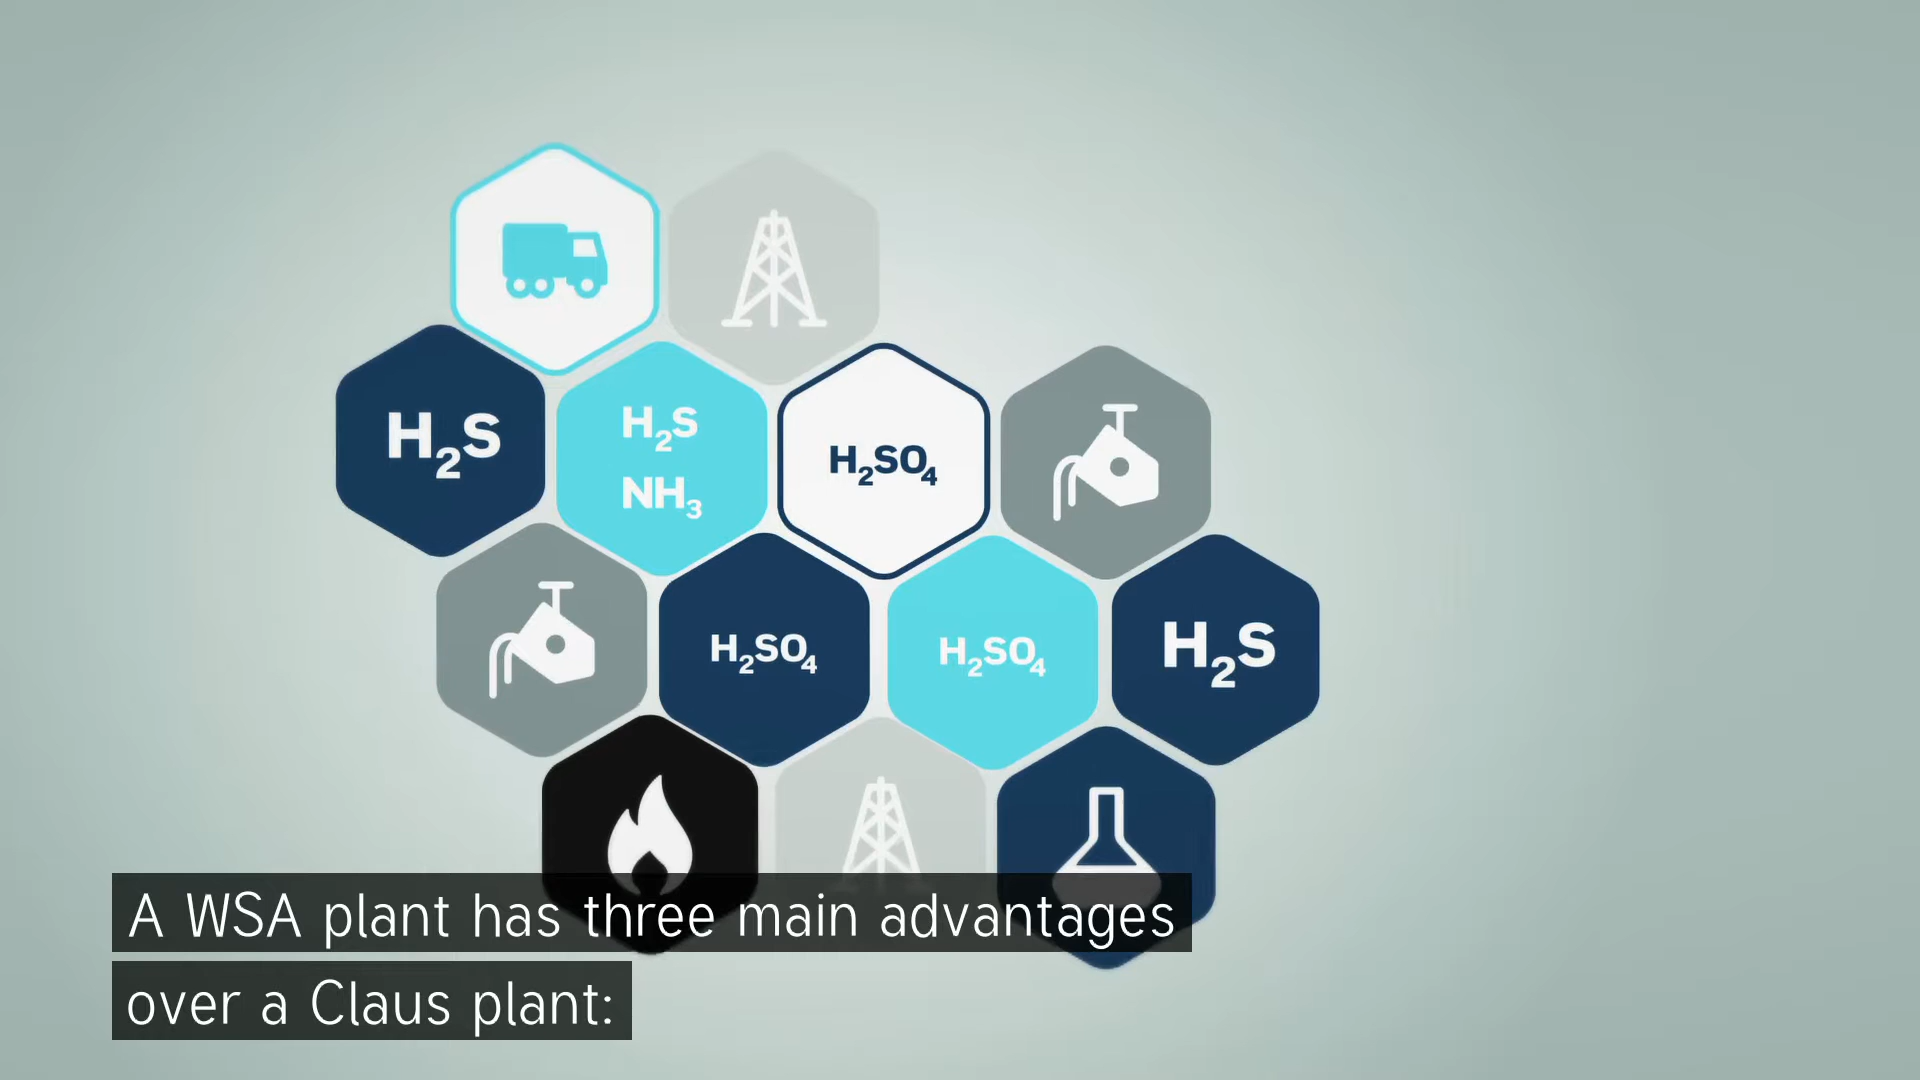 H₂S
H₂S
NH₃
H₂SO₄
H₂SO₄
H₂SO₄
H₂S
A WSA plant has three main advantages
over a Claus plant: